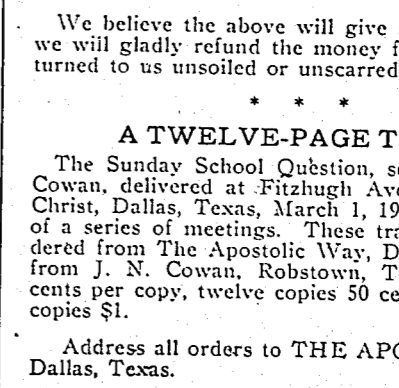 We believe the above will give
we will gladly refund the money f
turned to us unsoiled or unscarred
* * *
A TWELVE-PAGE T
The Sunday School Question, s
Cowan, delivered at Fitzhugh Av
Christ, Dallas, Texas, March 1, 19
of a series of meetings. These tra
dered from The Apostolic Way, D
from J. N. Cowan, Robstown, T
cents per copy, twelve copies 50 ce
copies $1.
Address all orders to THE APO
Dallas, Texas.